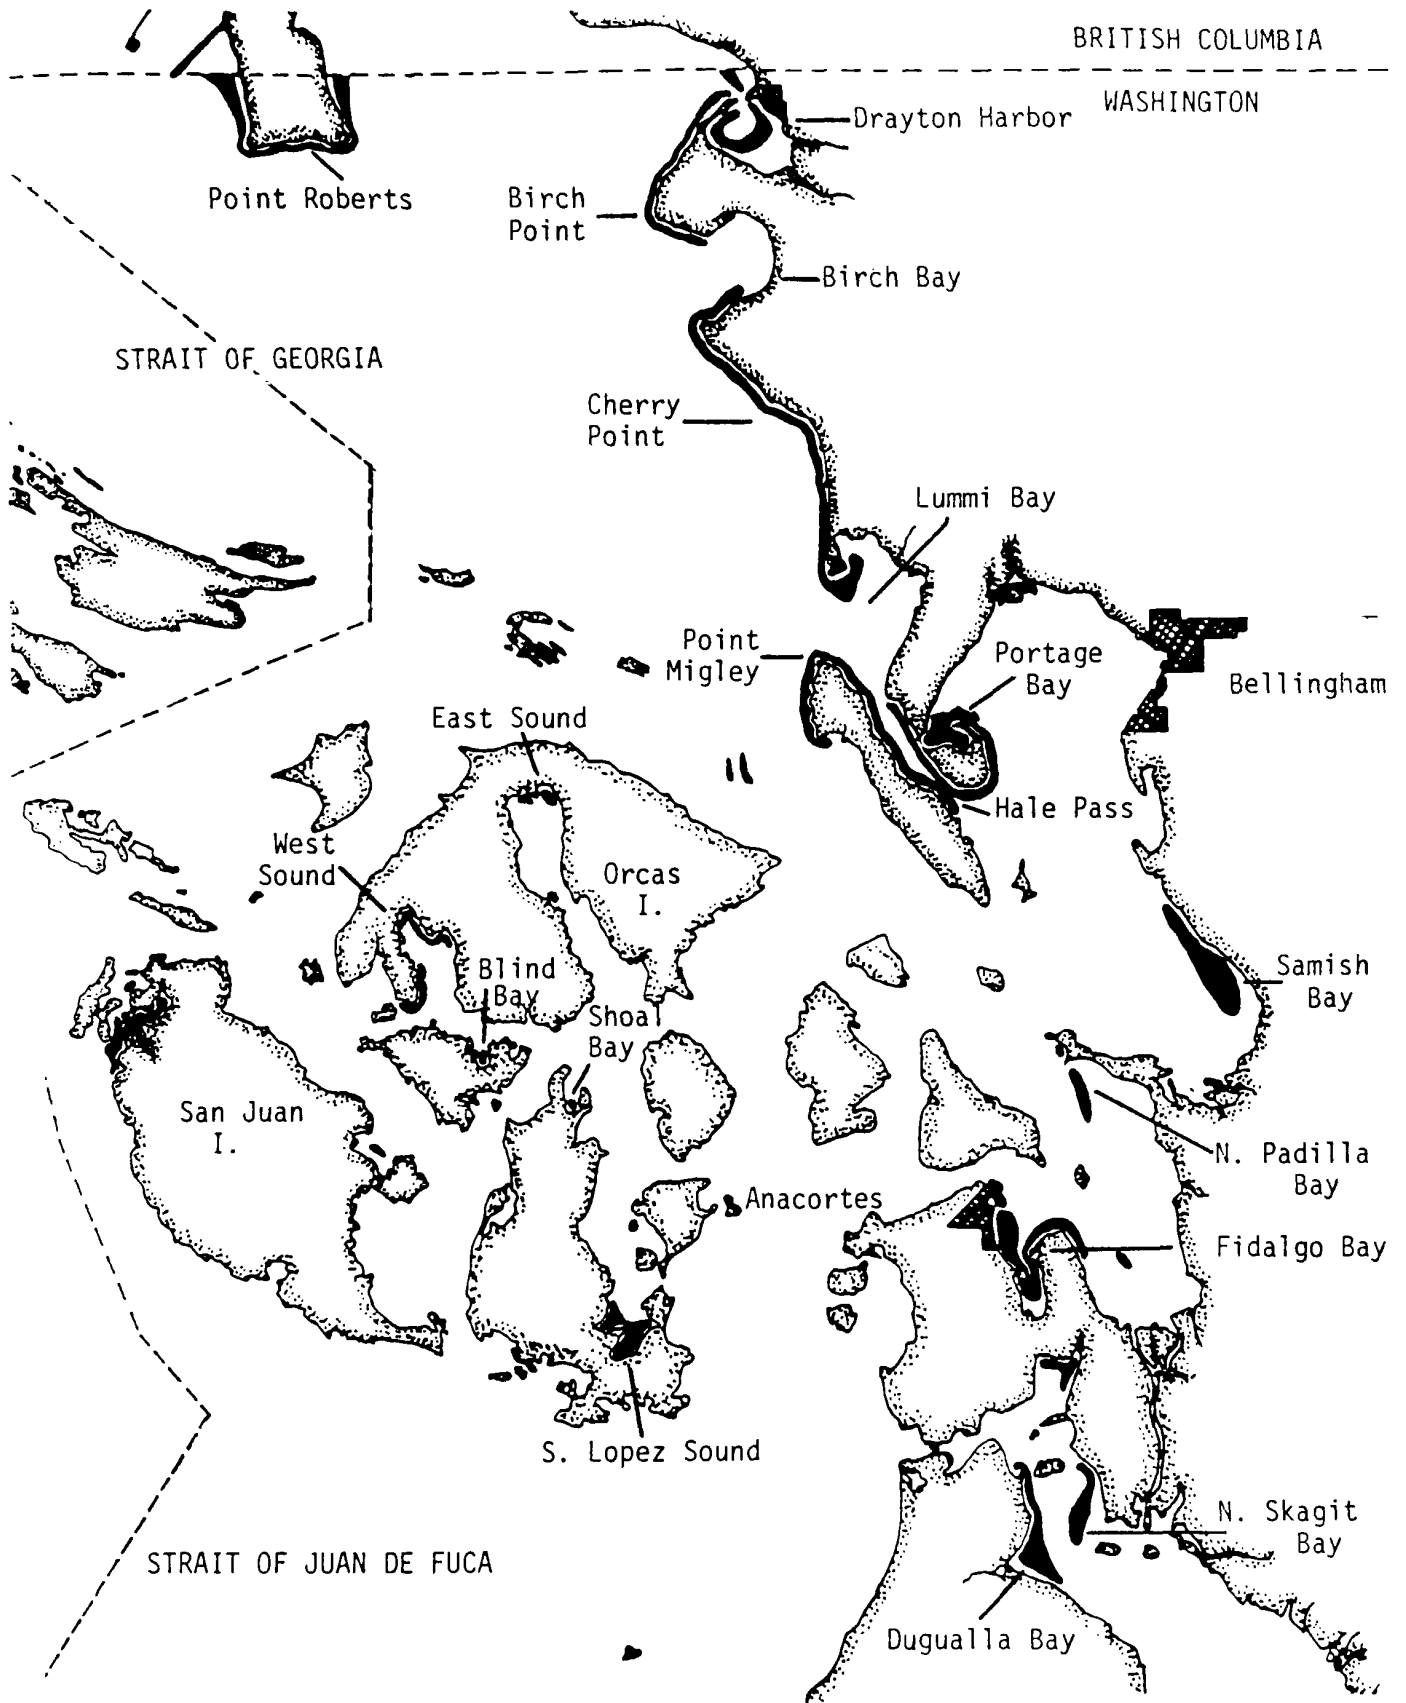 BRITISH COLUMBIA
WASHINGTON
Drayton Harbor
Point Roberts
Birch
Point
Birch Bay
STRAIT OF GEORGIA
Cherry
Point
Lummi Bay
Point
Migley
Portage
Bay
Bellingham
East Sound
Hale Pass
West
Sound
Orcas
I.
Blind
Bay
Samish
Bay
Shoal
Bay
San Juan
I.
N. Padilla
Bay
Anacortes
Fidalgo Bay
S. Lopez Sound
N. Skagit
Bay
STRAIT OF JUAN DE FUCA
Dugualla Bay